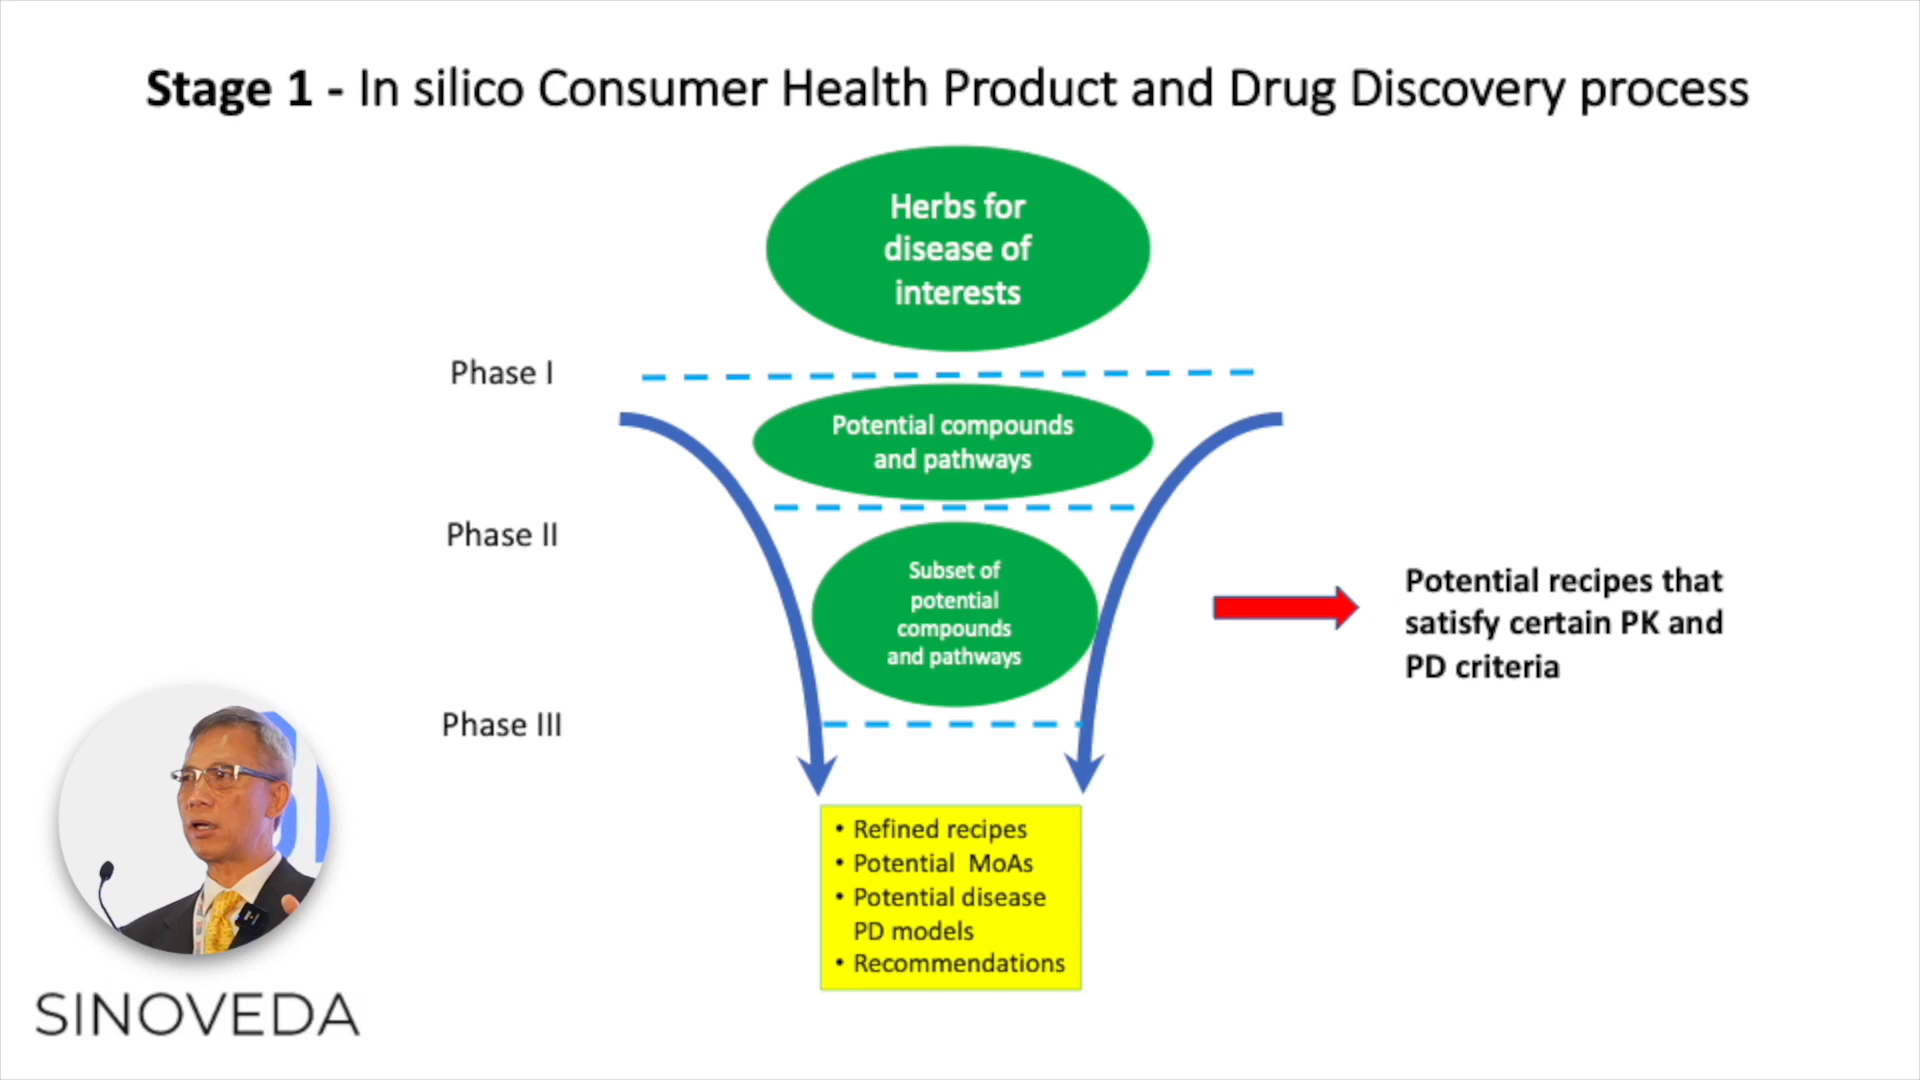 Stage 1 - In silico Consumer Health Product and Drug Discovery process
Herbs for
disease of
interests
Phase I
Potential compounds
and pathways
Phase II
Subset of
potential
compounds
and pathways
Potential recipes that
satisfy certain PK and
PD criteria
Phase III
• Refined recipes
• Potential MoAs
• Potential disease
PD models
• Recommendations
SINOVEDA